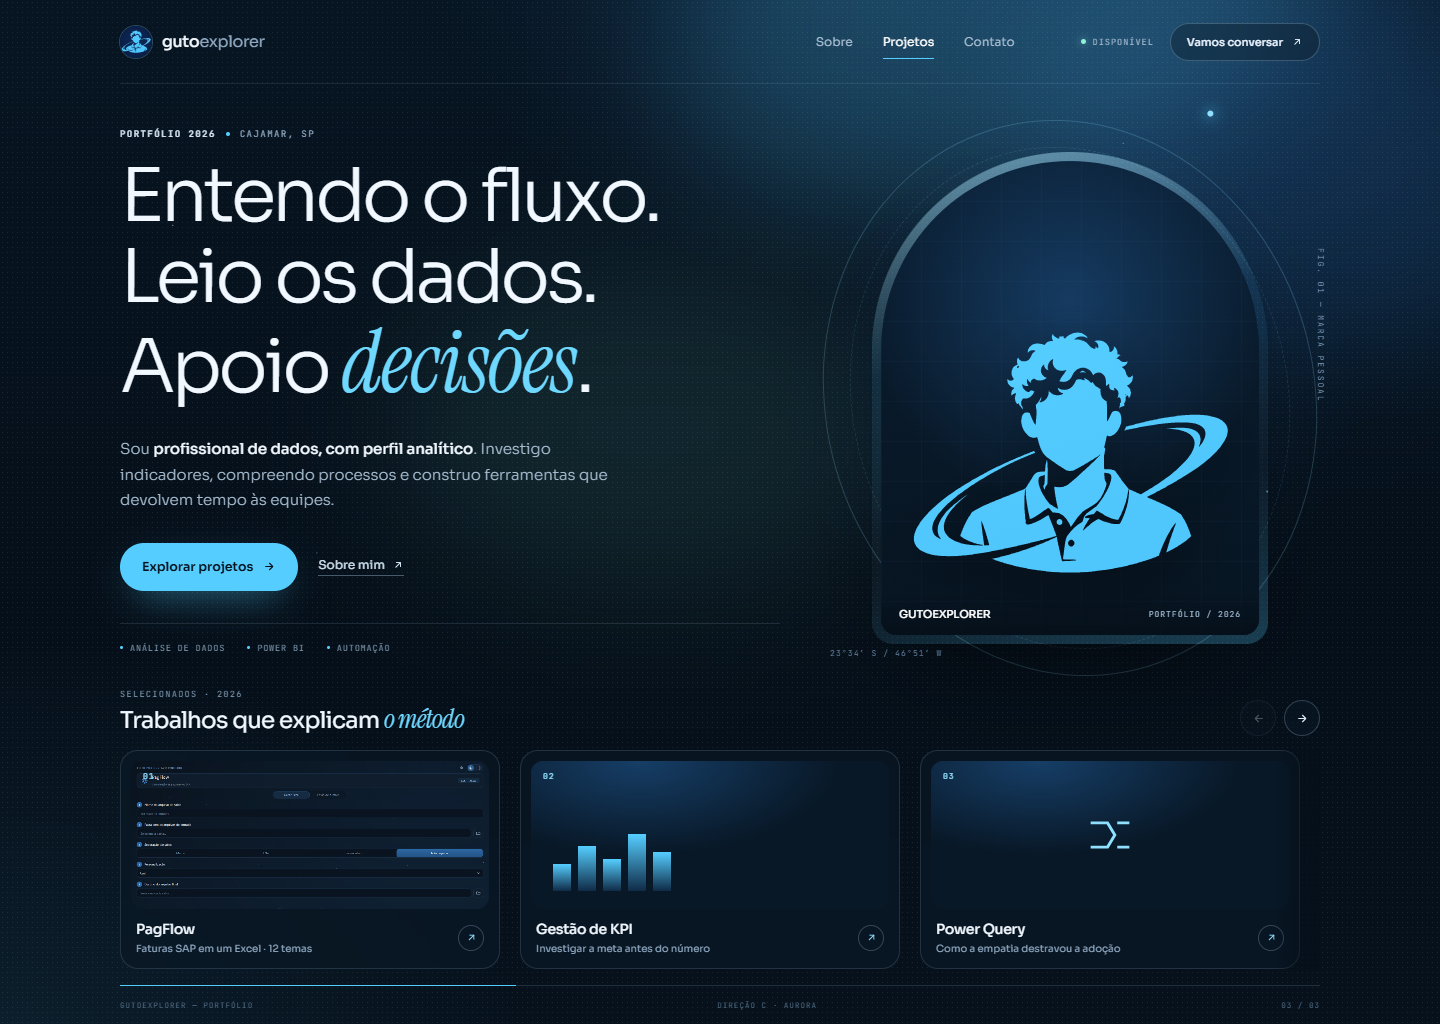 gutoexplorer
Sobre
Projetos
Contato
DISPONÍVEL
Vamos conversar
PORTFÓLIO 2026 • CAJAMAR, SP
Entendo o fluxo.
Leio os dados.
Apoio decisões.
Sou profissional de dados, com perfil analítico. Investigo
indicadores, compreendo processos e construo ferramentas que
devolvem tempo às equipes.
Explorar projetos →
Sobre mim ↗
• ANÁLISE DE DADOS
• POWER BI
• AUTOMAÇÃO
GUTOEXPLORER
PORTFÓLIO / 2026
23°34' S / 46°51' W
FIG. 01 — MARCA PESSOAL
SELECIONADOS · 2026
Trabalhos que explicam o método
01
PagFlow
PagFlow
Faturas SAP em um Excel · 12 temas
02
Gestão de KPI
Investigar a meta antes do número
03
Power Query
Como a empatia destravou a adoção
GUTOEXPLORER — PORTFÓLIO
DIREÇÃO C · AURORA
03 / 03